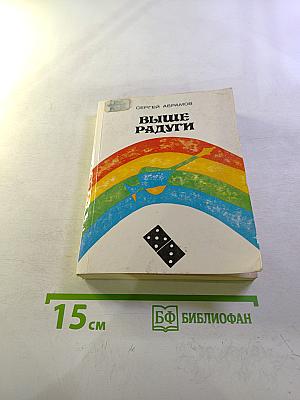 СЕРГЕЙ АБРАМОВ
ВЫШЕ
РАДУГИ
15 см
БФ БИБЛИОФАН